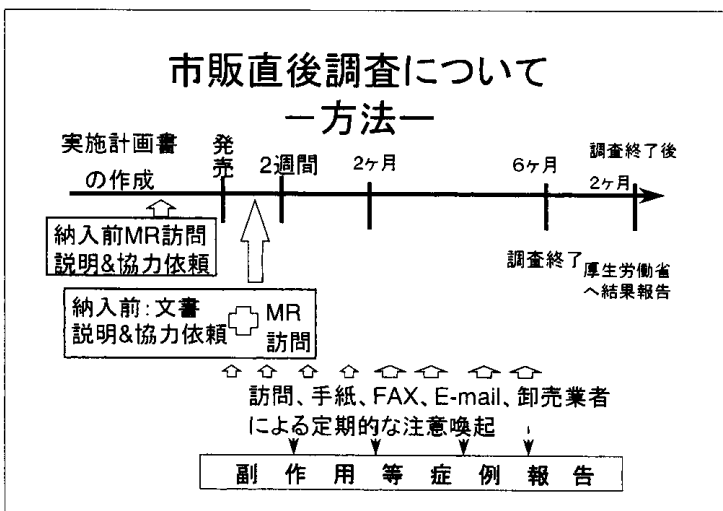 市販直後調査について
－方法－
実施計画書
の作成
発売
2週間
2ヶ月
6ヶ月
調査終了後
2ヶ月
納入前MR訪問
説明&協力依頼
調査終了
厚生労働省
へ結果報告
納入前：文書
説明&協力依頼
MR
訪問
訪問、手紙、FAX、E-mail、卸売業者
による定期的な注意喚起
副作用等症例報告